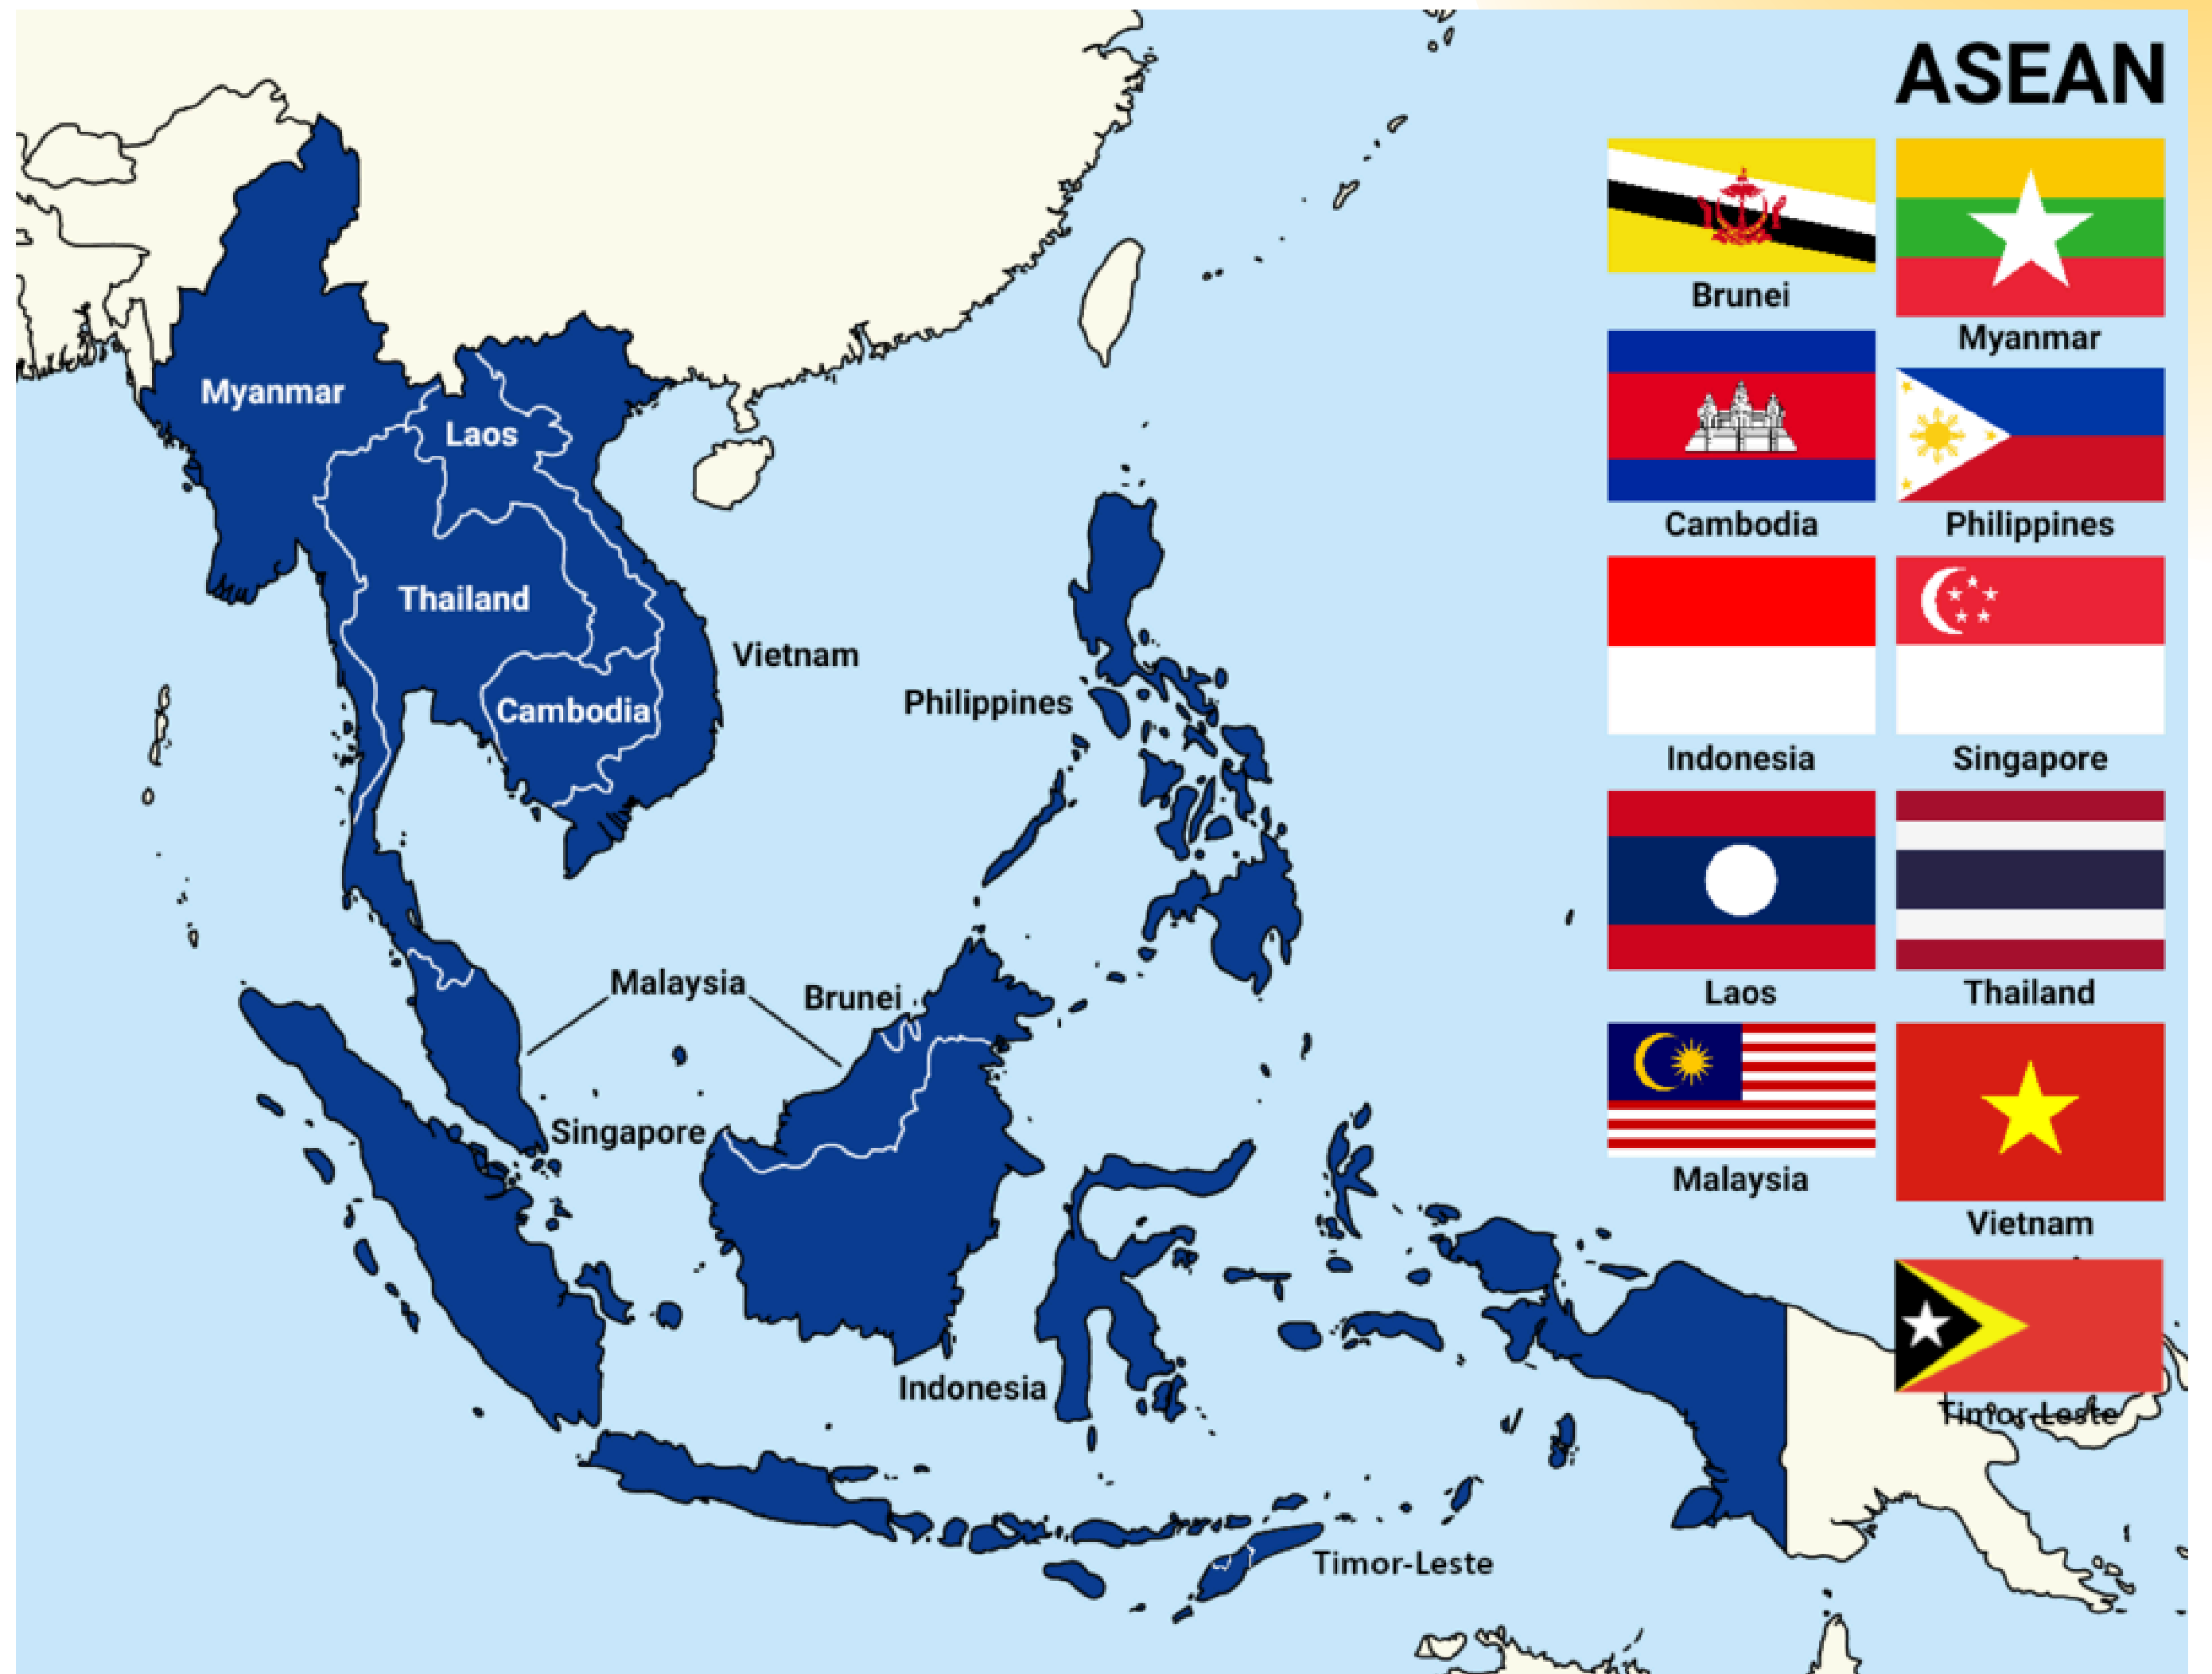 ASEAN
Brunei
Myanmar
Cambodia
Philippines
Indonesia
Singapore
Laos
Thailand
Malaysia
Vietnam
Timor-Leste
Myanmar
Laos
Thailand
Vietnam
Cambodia
Philippines
Malaysia
Brunei
Singapore
Indonesia
Timor-Leste